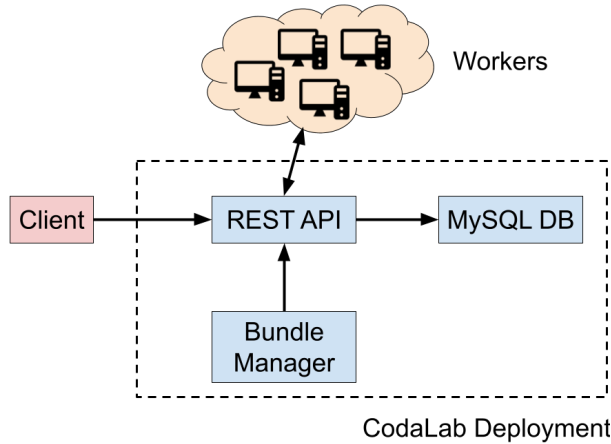 Workers
Client
REST API
MySQL DB
Bundle
Manager
CodaLab Deployment